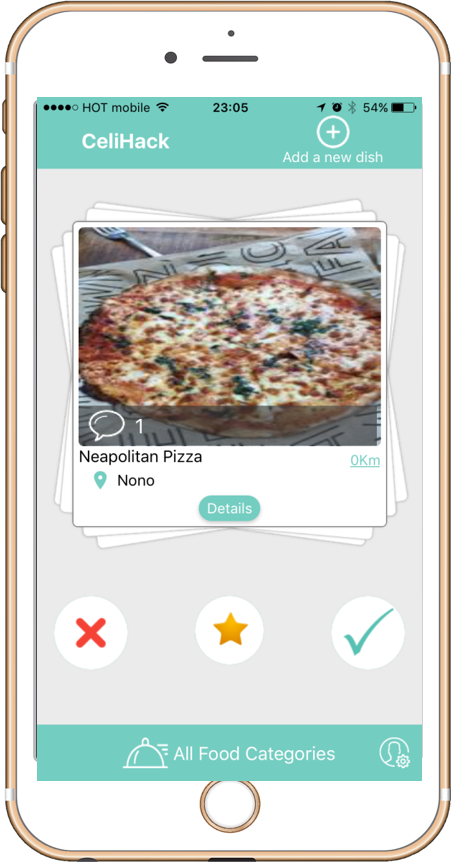 HOT mobile 23:05 54%
CeliHack
Add a new dish
1
Neapolitan Pizza
0Km
Nono
Details
All Food Categories